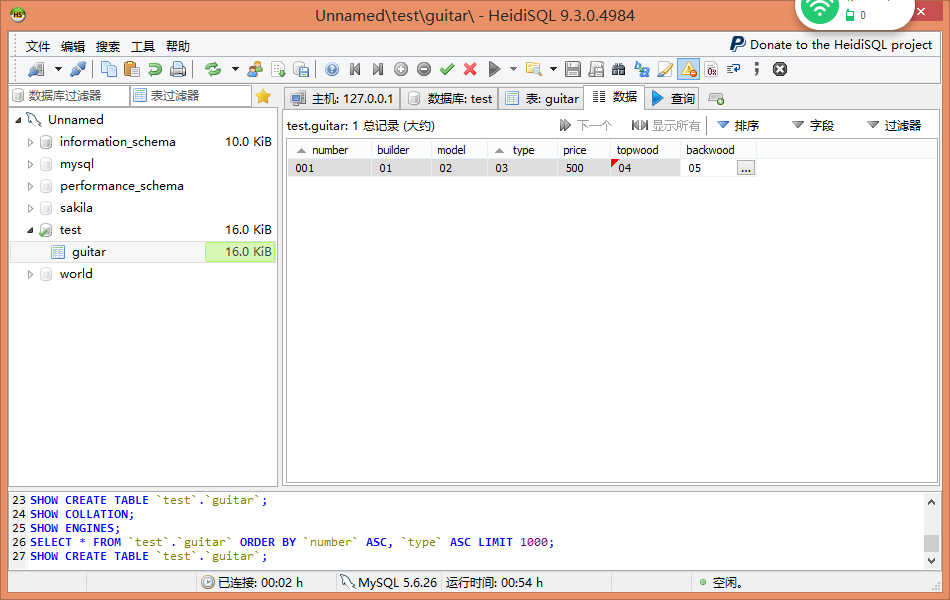 HS
Unnamed\test\guitar\ - HeidiSQL 9.3.0.4984
0
文件 编辑 搜索 工具 帮助
Donate to the HeidiSQL project
数据库过滤器 表过滤器
主机: 127.0.0.1 数据库: test 表: guitar 数据 查询
Unnamed
information_schema 10.0 KiB
mysql
performance_schema
sakila
test 16.0 KiB
guitar 16.0 KiB
world
test.guitar: 1 总记录 (大约) 下一个 显示所有 排序 字段 过滤器
number builder model type price topwood backwood
001 01 02 03 500 04 05 ...
23 SHOW CREATE TABLE `test`.`guitar`;
24 SHOW COLLATION;
25 SHOW ENGINES;
26 SELECT * FROM `test`.`guitar` ORDER BY `number` ASC, `type` ASC LIMIT 1000;
27 SHOW CREATE TABLE `test`.`guitar`;
已连接: 00:02 h MySQL 5.6.26 运行时间: 00:54 h 空闲。